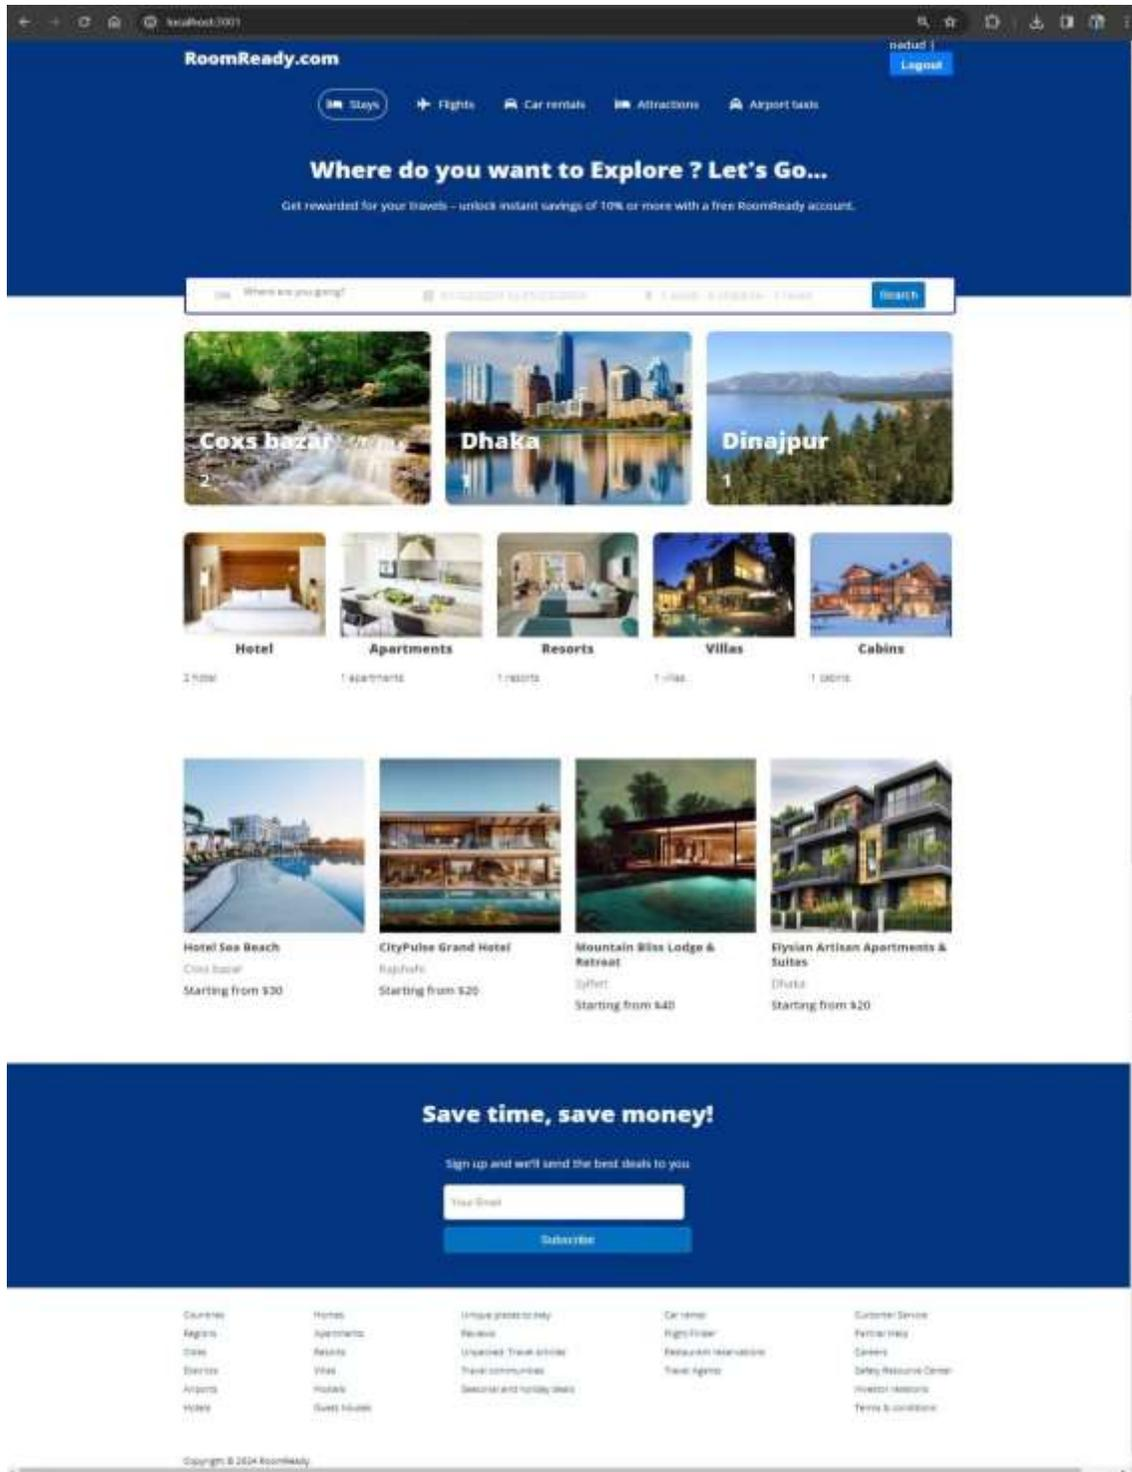 localhost:3001
nadud |
RoomReady.com
Logout
Stays Flights Car rentals Attractions Airport taxis
Where do you want to Explore ? Let's Go...
Get rewarded for your travels – unlock instant savings of 10% or more with a free RoomReady account.
Where are you going?
Search
Coxs bazar
2
Dhaka
1
Dinajpur
1
Hotel
2 hotel
Apartments
1 apartments
Resorts
1 resorts
Villas
1 villas
Cabins
1 cabins
Hotel Sea Beach
Coxs bazar
Starting from $30
CityPulse Grand Hotel
Rajshahi
Starting from $20
Mountain Bliss Lodge &
Retreat
Sylhet
Starting from $40
Elysian Artisan Apartments &
Suites
Dhaka
Starting from $20
Save time, save money!
Sign up and we'll send the best deals to you
Your Email
Subscribe
Countries
Regions
Cities
Districts
Airports
Hotels
Homes
Apartments
Resorts
Villas
Hostels
Guest houses
Unique places to stay
Reviews
Unpacked: Travel articles
Travel communities
Seasonal and holiday deals
Car rental
Flight Finder
Restaurant reservations
Travel Agents
Customer Service
Partner Help
Careers
Safety Resource Center
Investor relations
Terms & conditions
Copyright © 2024 RoomReady.